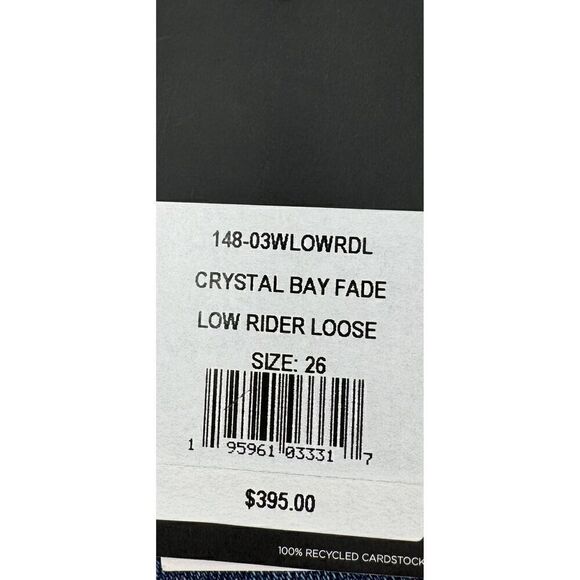 148-03WLOWRDL
CRYSTAL BAY FADE
LOW RIDER LOOSE
SIZE: 26
1 95961 03331 7
$395.00
100% RECYCLED CARDSTOCK